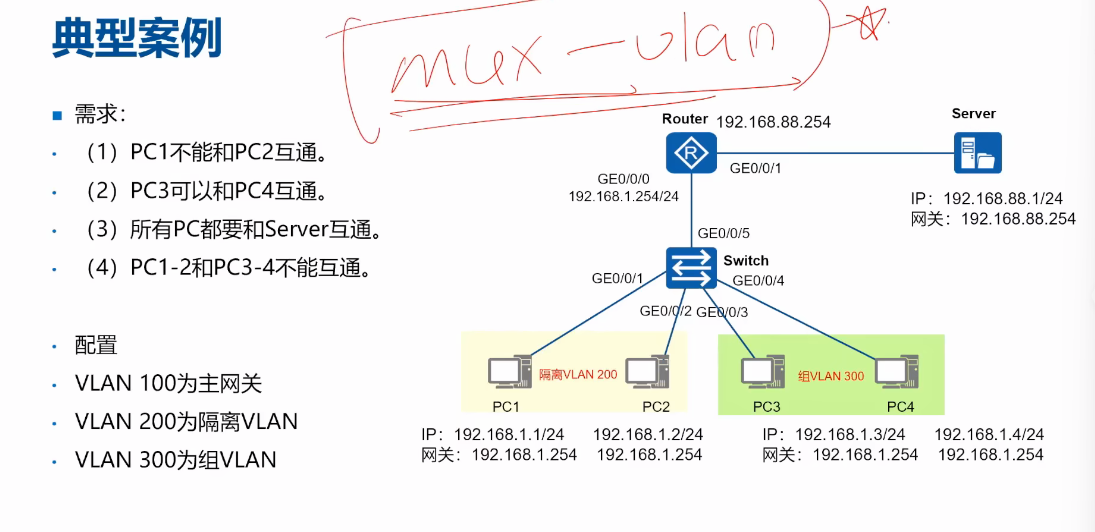 典型案例
mux-vlan
需求：
（1）PC1不能和PC2互通。
（2）PC3可以和PC4互通。
（3）所有PC都要和Server互通。
（4）PC1-2和PC3-4不能互通。
配置
VLAN 100为主网关
VLAN 200为隔离VLAN
VLAN 300为组VLAN
Router 192.168.88.254
Server
GE0/0/1
GE0/0/0
192.168.1.254/24
IP：192.168.88.1/24
网关：192.168.88.254
GE0/0/5
Switch
GE0/0/1
GE0/0/4
GE0/0/2 GE0/0/3
隔离VLAN 200
组VLAN 300
PC1 PC2 PC3 PC4
IP：192.168.1.1/24 192.168.1.2/24 IP：192.168.1.3/24 192.168.1.4/24
网关：192.168.1.254 192.168.1.254 网关：192.168.1.254 192.168.1.254